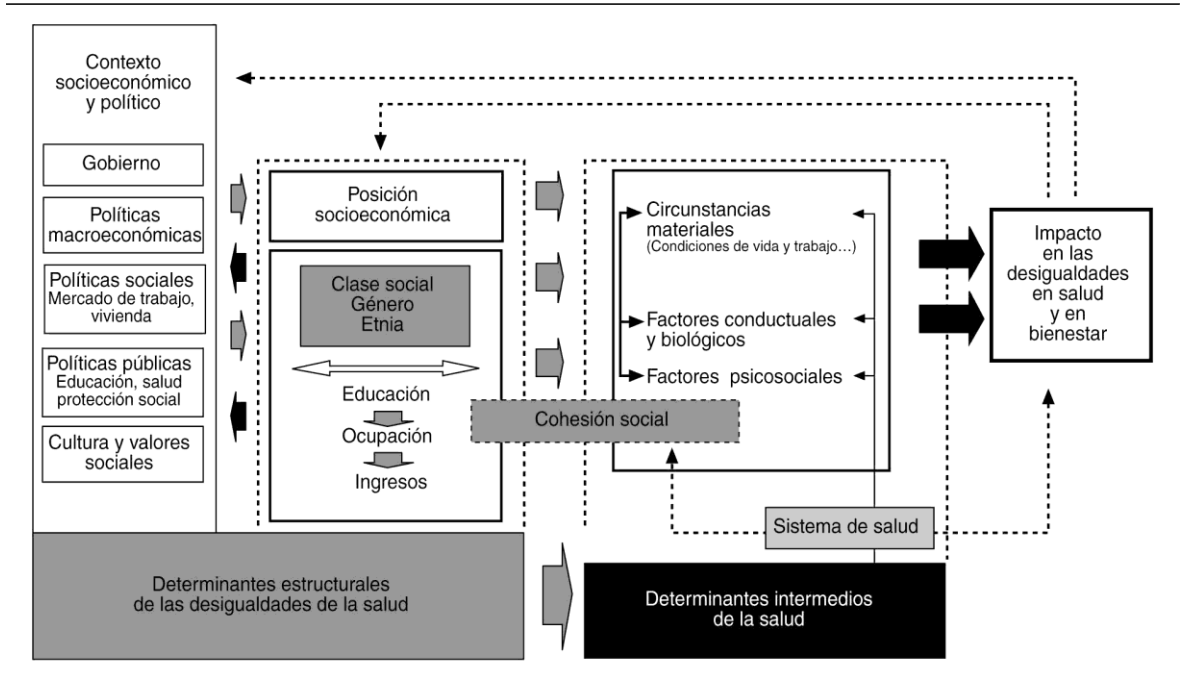 Contexto
socioeconómico
y político
Gobierno
Políticas
macroeconómicas
Políticas sociales
Mercado de trabajo,
vivienda
Políticas públicas
Educación, salud
protección social
Cultura y valores
sociales
Posición
socioeconómica
Clase social
Género
Etnia
Educación
Ocupación
Ingresos
Cohesión social
Circunstancias
materiales
(Condiciones de vida y trabajo...)
Factores conductuales
y biológicos
Factores psicosociales
Sistema de salud
Impacto
en las
desigualdades
en salud
y en
bienestar
Determinantes estructurales
de las desigualdades de la salud
Determinantes intermedios
de la salud